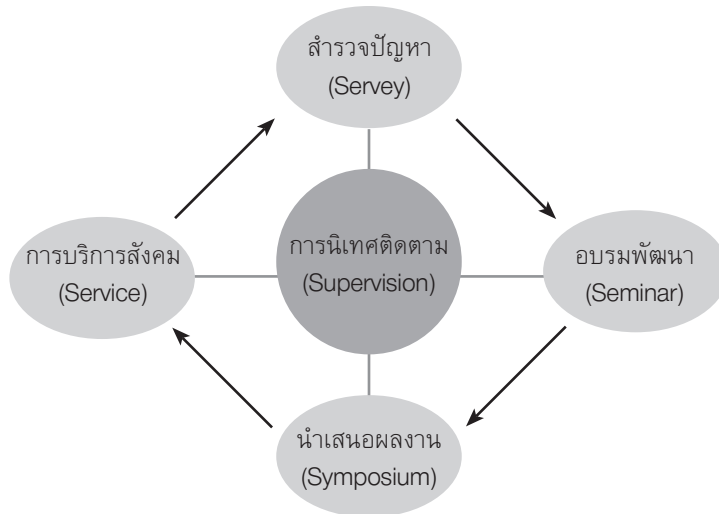 สำรวจปัญหา
(Servey)
การบริการสังคม
(Service)
การนิเทศติดตาม
(Supervision)
อบรมพัฒนา
(Seminar)
นำเสนอผลงาน
(Symposium)